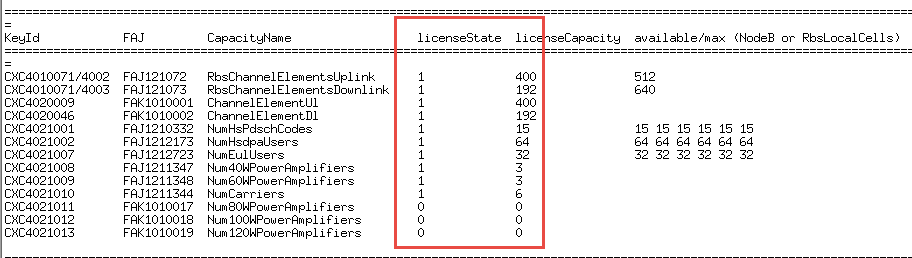 =====================================================================================
=
KeyId FAJ CapacityName licenseState licenseCapacity available/max (NodeB or RbsLocalCells)
=====================================================================================
=
CXC4010071/4002 FAJ121072 RbsChannelElementsUplink 1 400 512
CXC4010071/4003 FAJ121073 RbsChannelElementsDownlink 1 192 640
CXC4020009 FAK1010001 ChannelElementUl 1 400
CXC4020046 FAK1010002 ChannelElementDl 1 192
CXC4021001 FAJ1210332 NumHsPdschCodes 1 15 15 15 15 15 15 15
CXC4021002 FAJ1212173 NumHsdpaUsers 1 64 64 64 64 64 64 64
CXC4021007 FAJ1212723 NumEulUsers 1 32 32 32 32 32 32 32
CXC4021008 FAJ1211347 Num40WPowerAmplifiers 1 3
CXC4021009 FAJ1211348 Num60WPowerAmplifiers 1 3
CXC4021010 FAJ1211344 NumCarriers 1 6
CXC4021011 FAK1010017 Num80WPowerAmplifiers 0 0
CXC4021012 FAK1010018 Num100WPowerAmplifiers 0 0
CXC4021013 FAK1010019 Num120WPowerAmplifiers 0 0
=====================================================================================